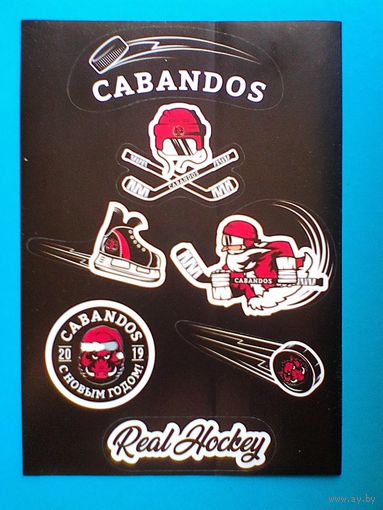 CABANDOS
CABANDOS
CABANDOS
CABANDOS
20 19
С НОВЫМ ГОДОМ!
Real Hockey
www.ay.by